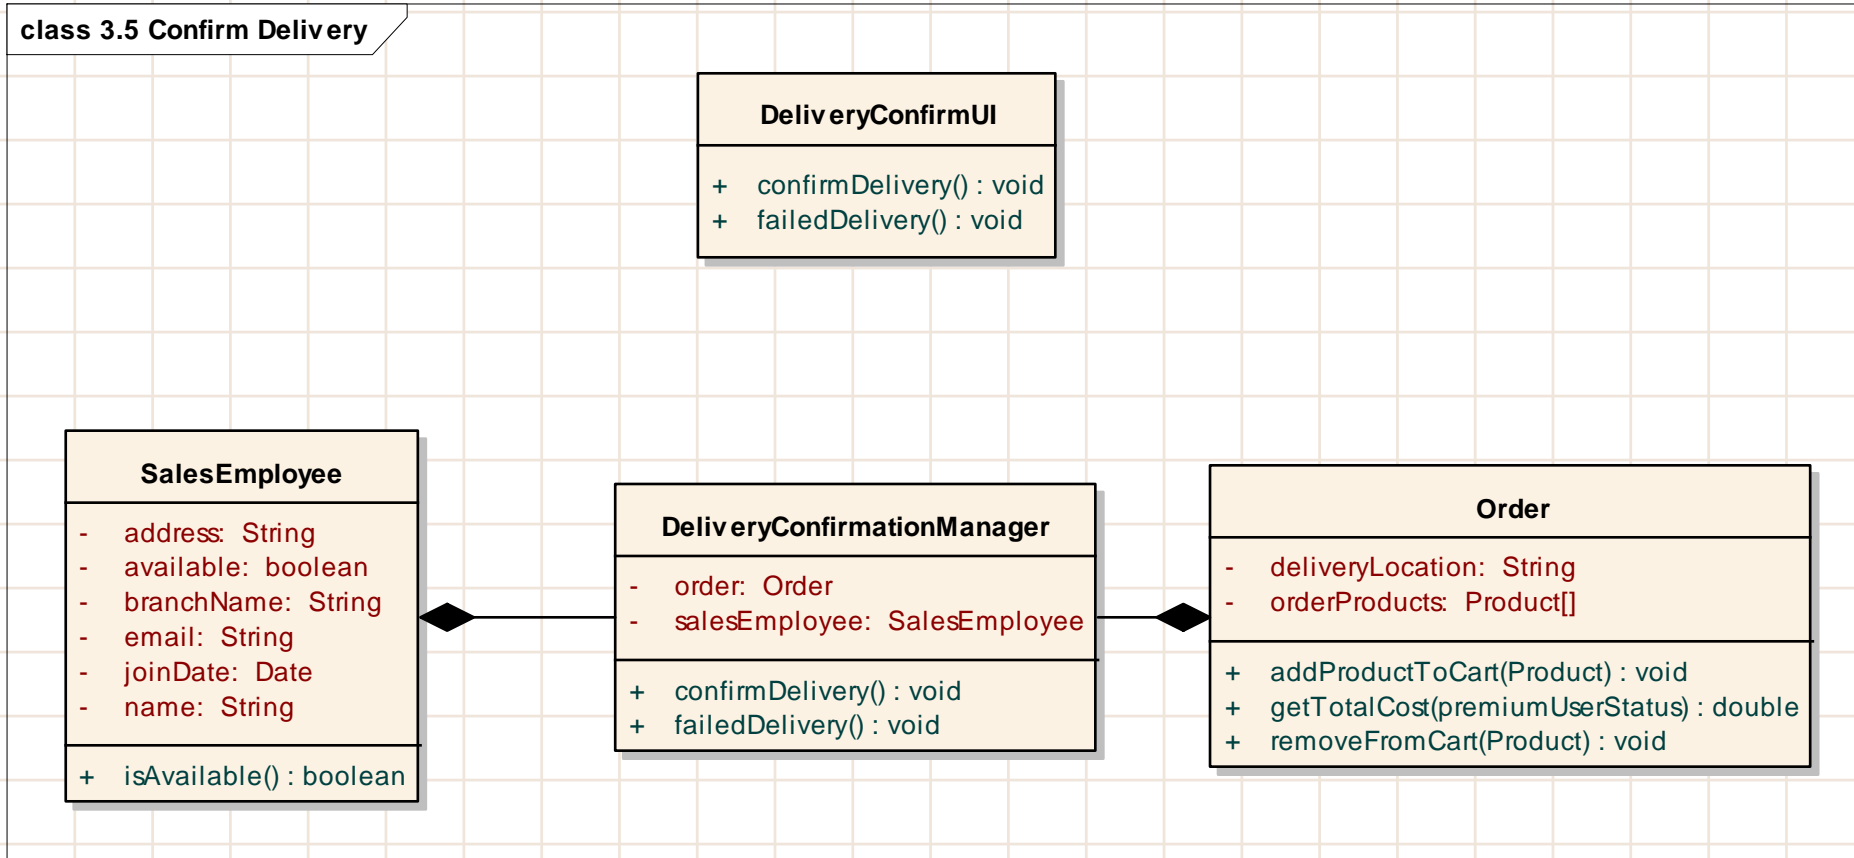 class 3.5 Confirm Delivery
DeliveryConfirmUI
+ confirmDelivery() : void
+ failedDelivery() : void
SalesEmployee
- address: String
- available: boolean
- branchName: String
- email: String
- joinDate: Date
- name: String
+ isAvailable() : boolean
DeliveryConfirmationManager
- order: Order
- salesEmployee: SalesEmployee
+ confirmDelivery() : void
+ failedDelivery() : void
Order
- deliveryLocation: String
- orderProducts: Product[]
+ addProductToCart(Product) : void
+ getTotalCost(premiumUserStatus) : double
+ removeFromCart(Product) : void